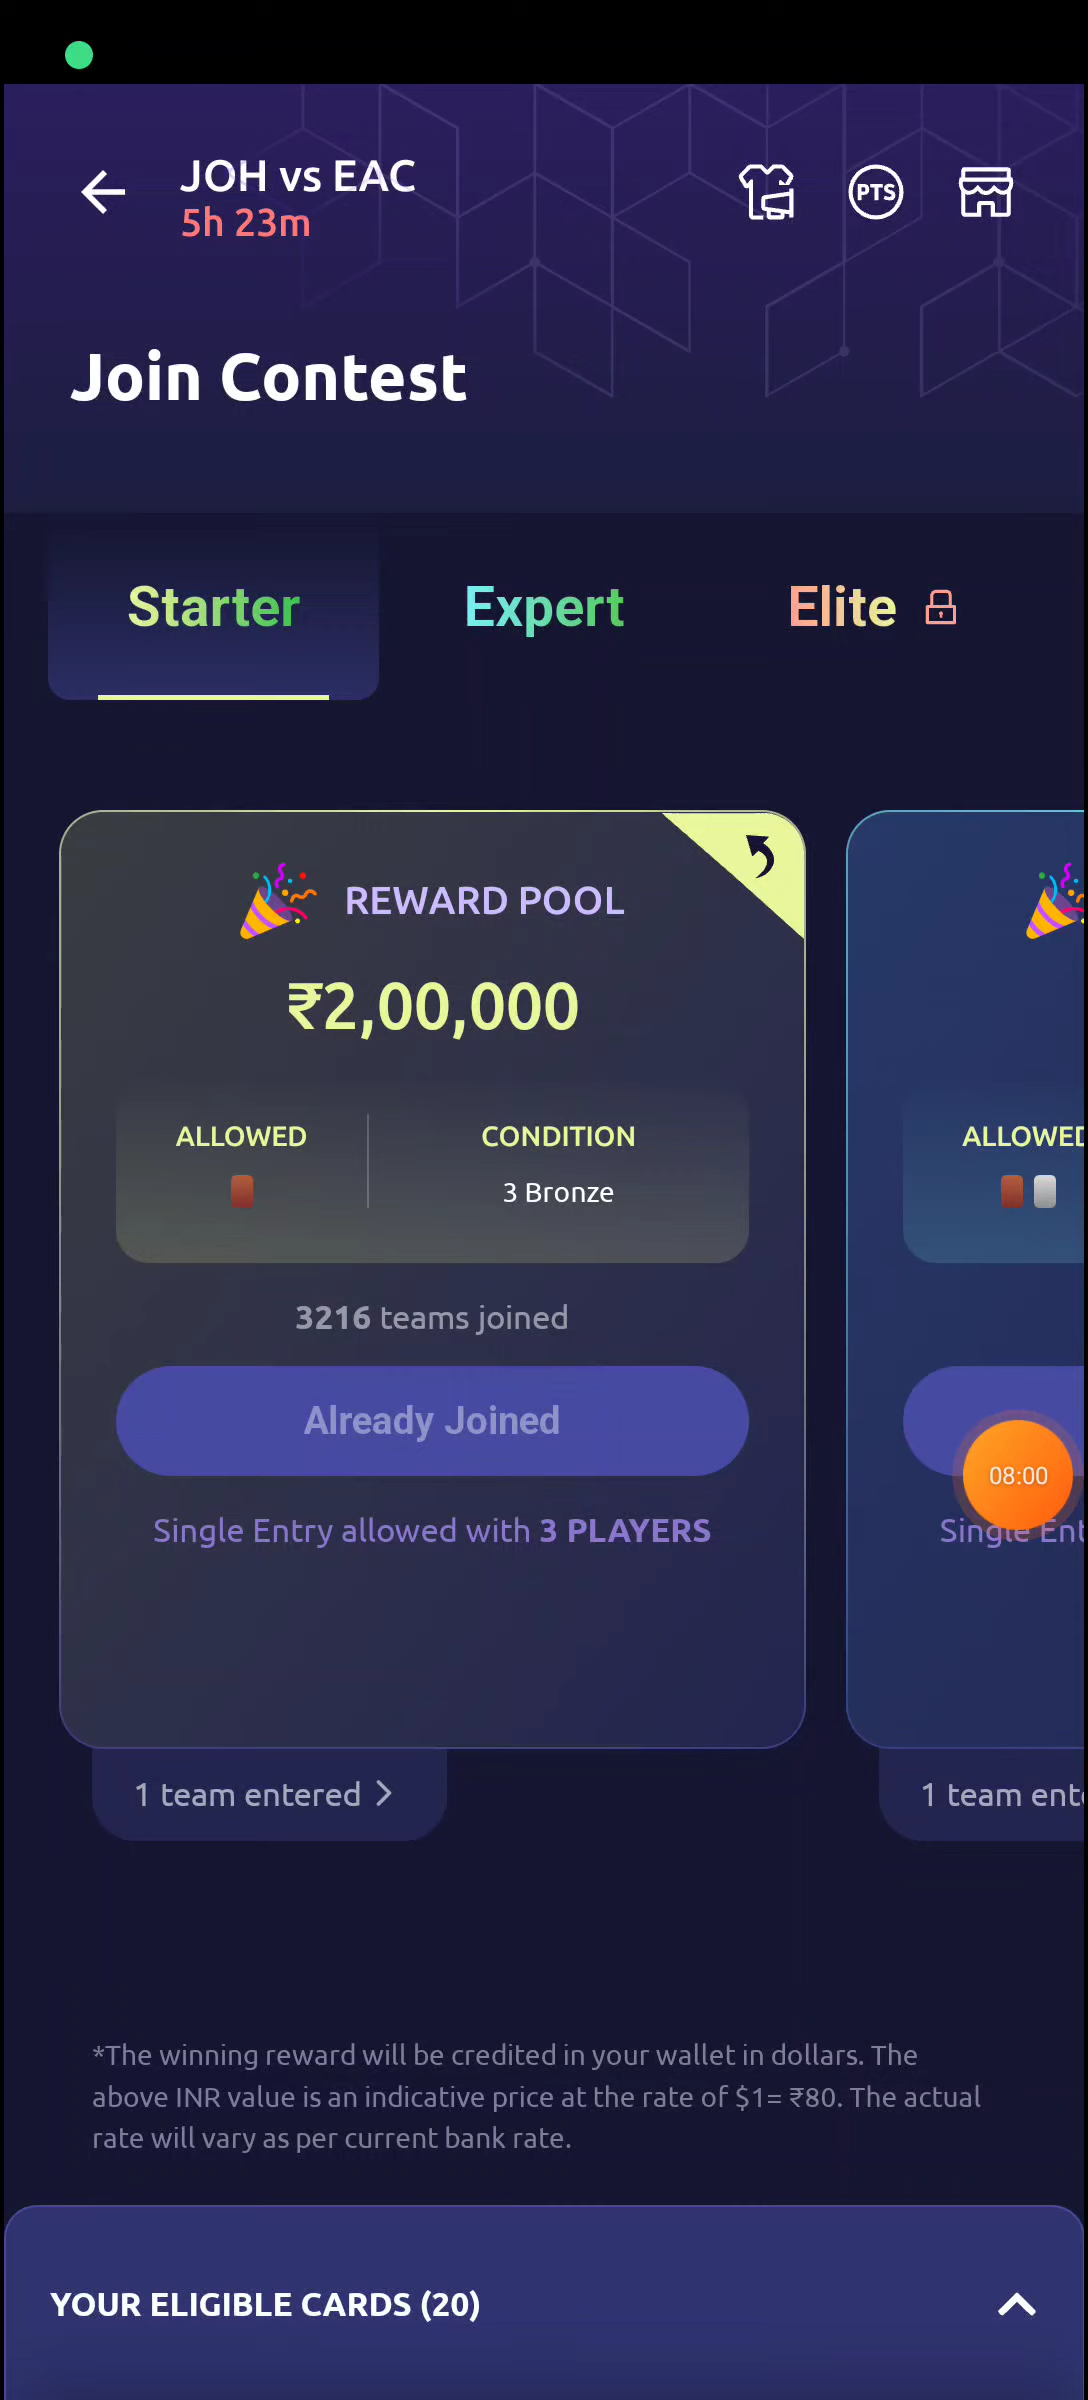 JOH vs EAC
5h 23m
PTS
Join Contest
Starter
Expert
Elite
REWARD POOL
₹2,00,000
ALLOWED
CONDITION
3 Bronze
3216 teams joined
Already Joined
Single Entry allowed with 3 PLAYERS
1 team entered
ALLOWED
08:00
Single Ent
1 team ente
*The winning reward will be credited in your wallet in dollars. The
above INR value is an indicative price at the rate of $1= ₹80. The actual
rate will vary as per current bank rate.
YOUR ELIGIBLE CARDS (20)